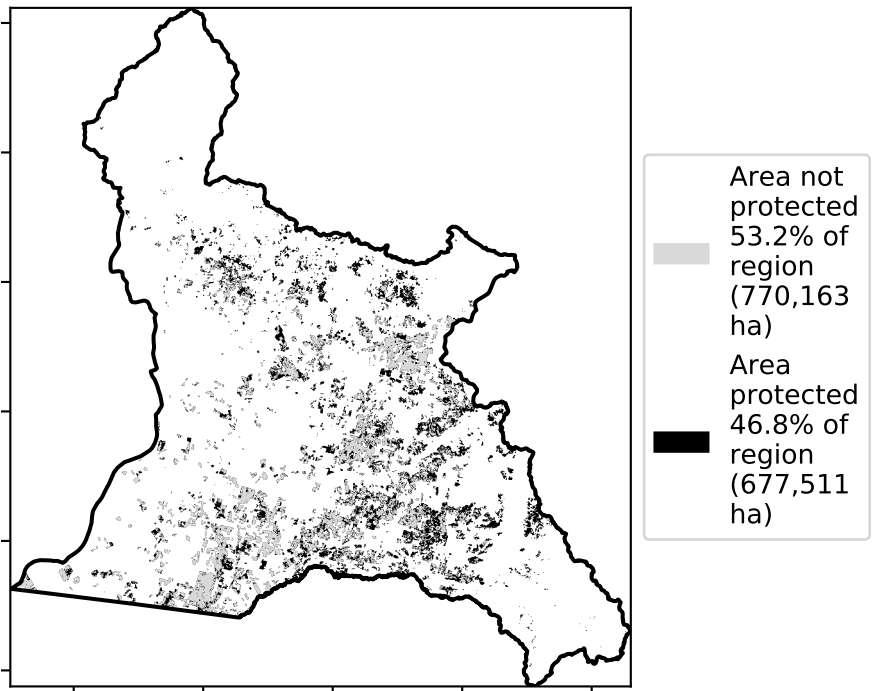 Area not
protected
53.2% of
region
(770,163
ha)
Area
protected
46.8% of
region
(677,511
ha)